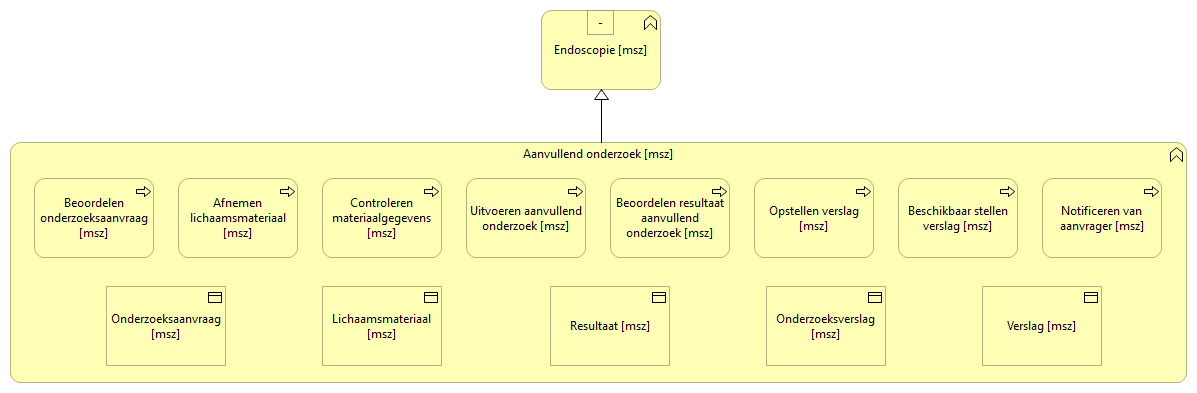 -
Endoscopie [msz]
Aanvullend onderzoek [msz]
Beoordelen
onderzoeksaanvraag
[msz]
Afnemen
lichaamsmateriaal
[msz]
Controleren
materiaalgegevens
[msz]
Uitvoeren aanvullend
onderzoek [msz]
Beoordelen resultaat
aanvullend
onderzoek [msz]
Opstellen verslag
[msz]
Beschikbaar stellen
verslag [msz]
Notificeren van
aanvrager [msz]
Onderzoeksaanvraag
[msz]
Lichaamsmateriaal
[msz]
Resultaat [msz]
Onderzoeksverslag
[msz]
Verslag [msz]